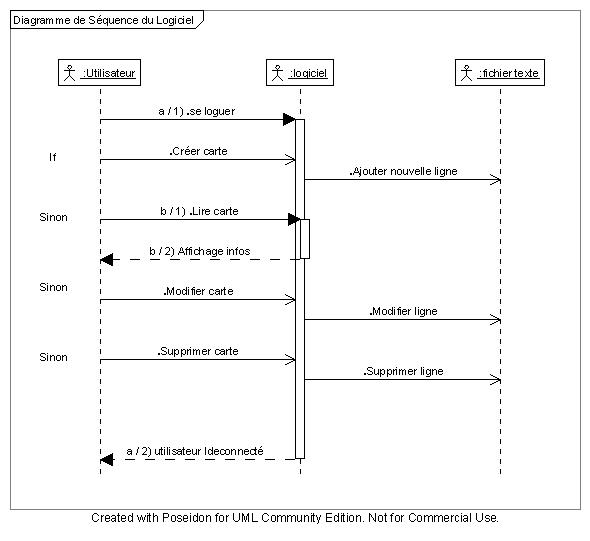 Diagramme de Séquence du Logiciel
:Utilisateur
:logiciel
:fichier texte
a / 1) .se loguer
If
.Créer carte
.Ajouter nouvelle ligne
Sinon
b / 1) .Lire carte
b / 2) Affichage infos
Sinon
.Modifier carte
.Modifier ligne
Sinon
.Supprimer carte
.Supprimer ligne
a / 2) utilisateur ldeconnecté
Created with Poseidon for UML Community Edition. Not for Commercial Use.